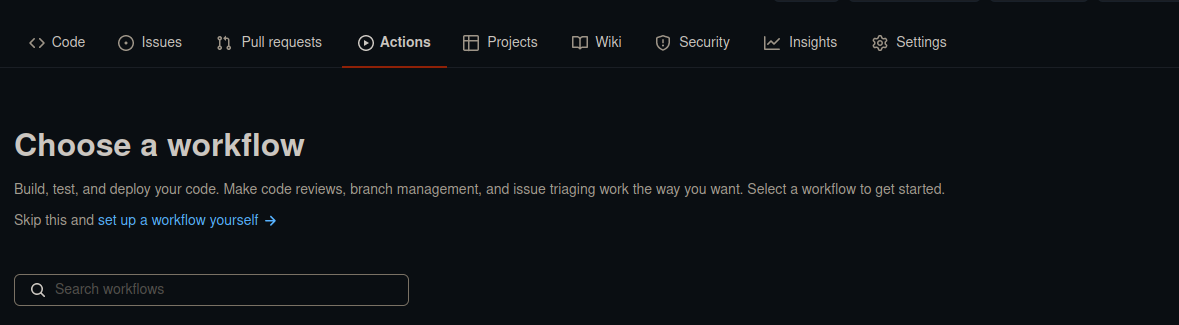 Code Issues Pull requests Actions Projects Wiki Security Insights Settings
Choose a workflow
Build, test, and deploy your code. Make code reviews, branch management, and issue triaging work the way you want. Select a workflow to get started.
Skip this and set up a workflow yourself →
Search workflows